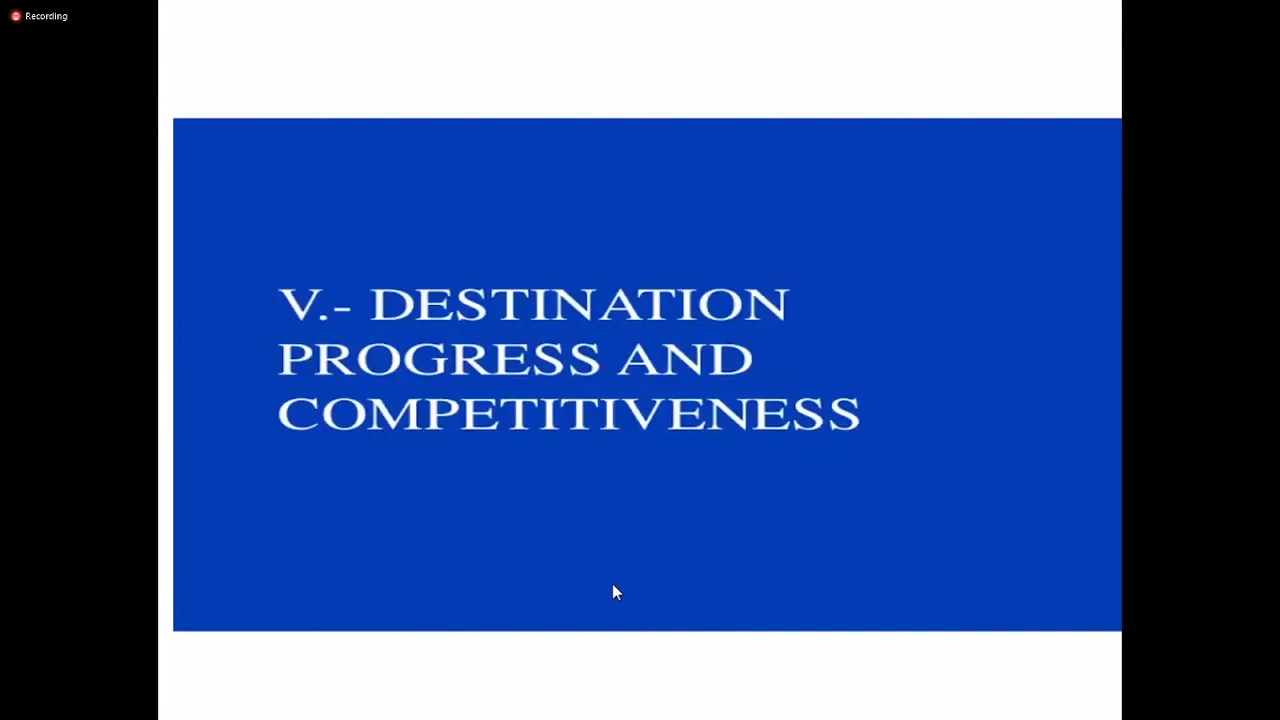 Recording
V.- DESTINATION
PROGRESS AND
COMPETITIVENESS